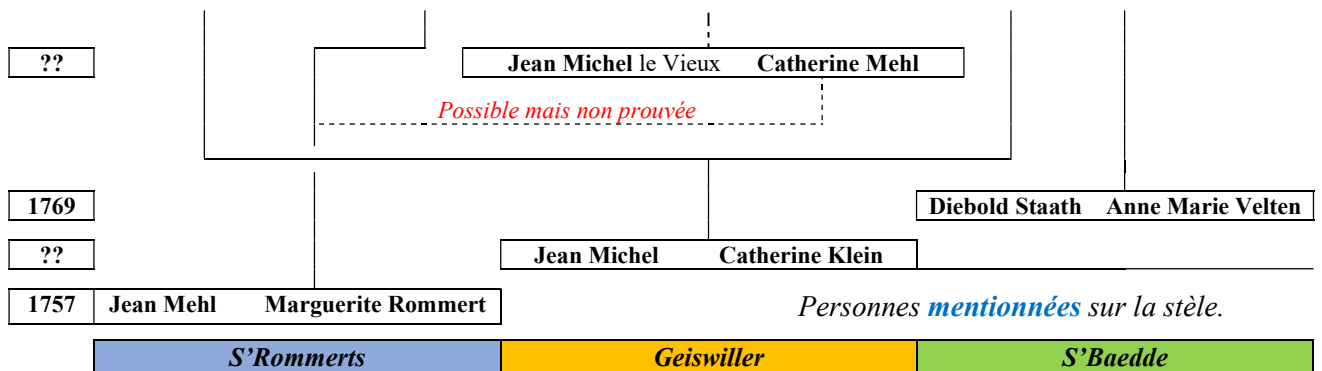 ?? Jean Michel le Vieux Catherine Mehl
Possible mais non prouvée
1769 Diebold Staath Anne Marie Velten
?? Jean Michel Catherine Klein
1757 Jean Mehl Marguerite Rommert Personnes mentionnées sur la stèle.
S’Rommerts Geiswiller S’Baedde